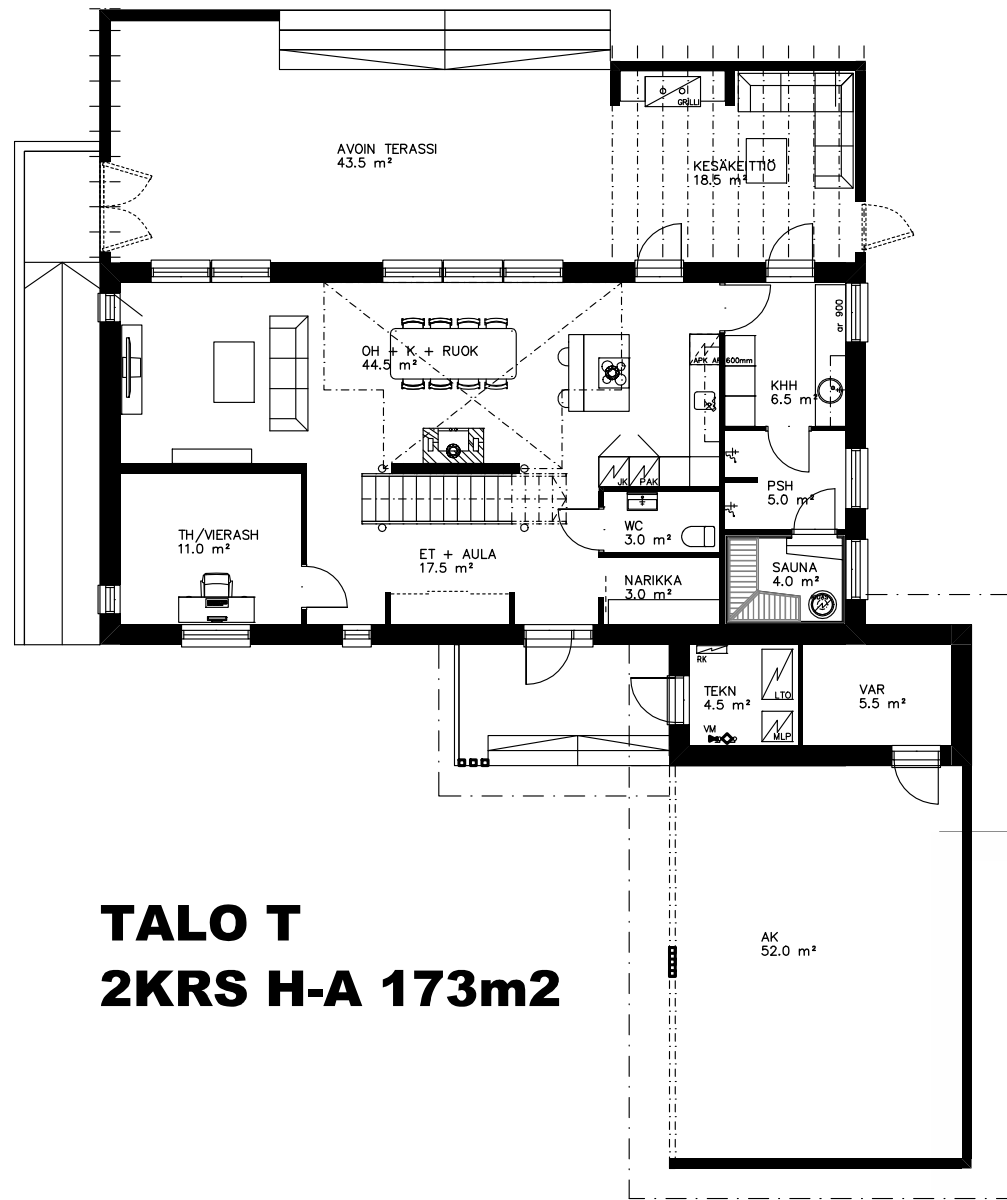 GRILLI
AVOIN TERASSI
43.5 m²
KESÄKEITTIÖ
18.5 m²
ar 900
OH + K + RUOK
44.5 m²
APK AR 600mm
KHH
6.5 m²
JK PAK
PSH
5.0 m²
TH/VIERASH
11.0 m²
WC
3.0 m²
ET + AULA
17.5 m²
SAUNA
4.0 m²
NARIKKA
3.0 m²
RK
TEKN
4.5 m²
LTO
VAR
5.5 m²
VM
MLP
TALO T
AK
52.0 m²
2KRS H-A 173m2